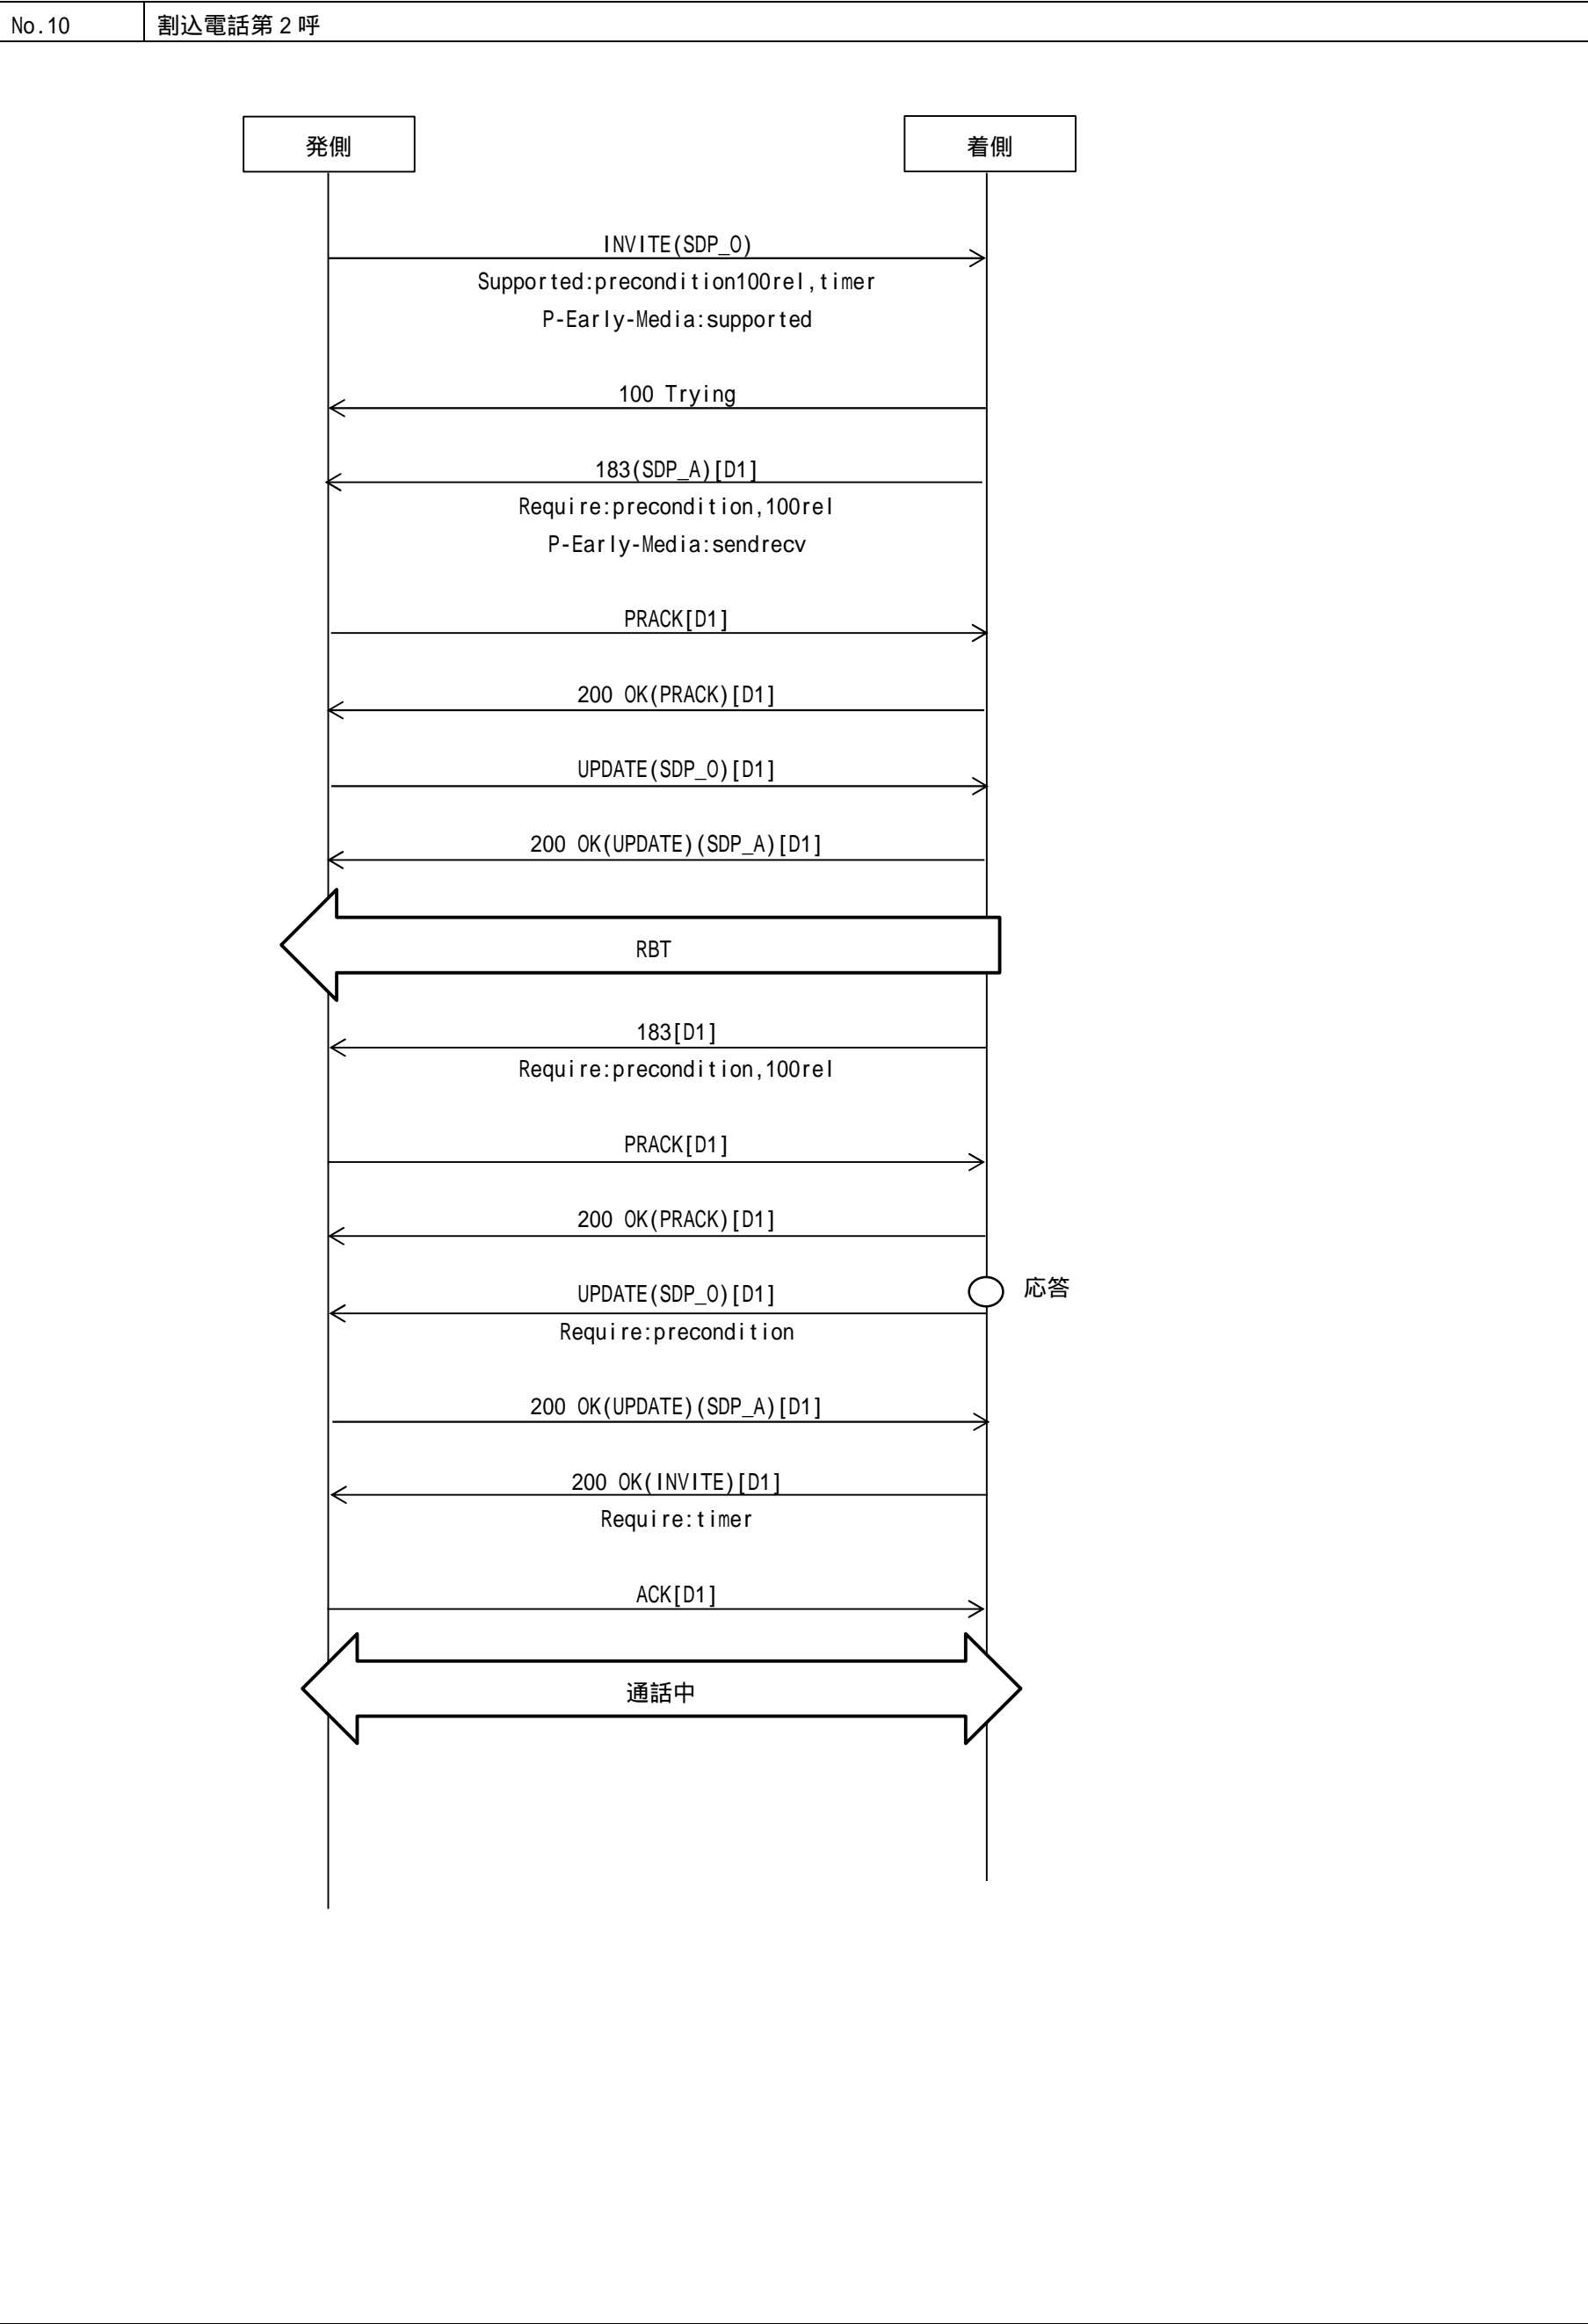 No.10 割込電話第2呼
発側 着側
INVITE(SDP_O)
Supported:precondition100rel,timer
P-Early-Media:supported
100 Trying
183(SDP_A)[D1]
Require:precondition,100rel
P-Early-Media:sendrecv
PRACK[D1]
200 OK(PRACK)[D1]
UPDATE(SDP_O)[D1]
200 OK(UPDATE)(SDP_A)[D1]
RBT
183[D1]
Require:precondition,100rel
PRACK[D1]
200 OK(PRACK)[D1]
応答
UPDATE(SDP_O)[D1]
Require:precondition
200 OK(UPDATE)(SDP_A)[D1]
200 OK(INVITE)[D1]
Require:timer
ACK[D1]
通話中